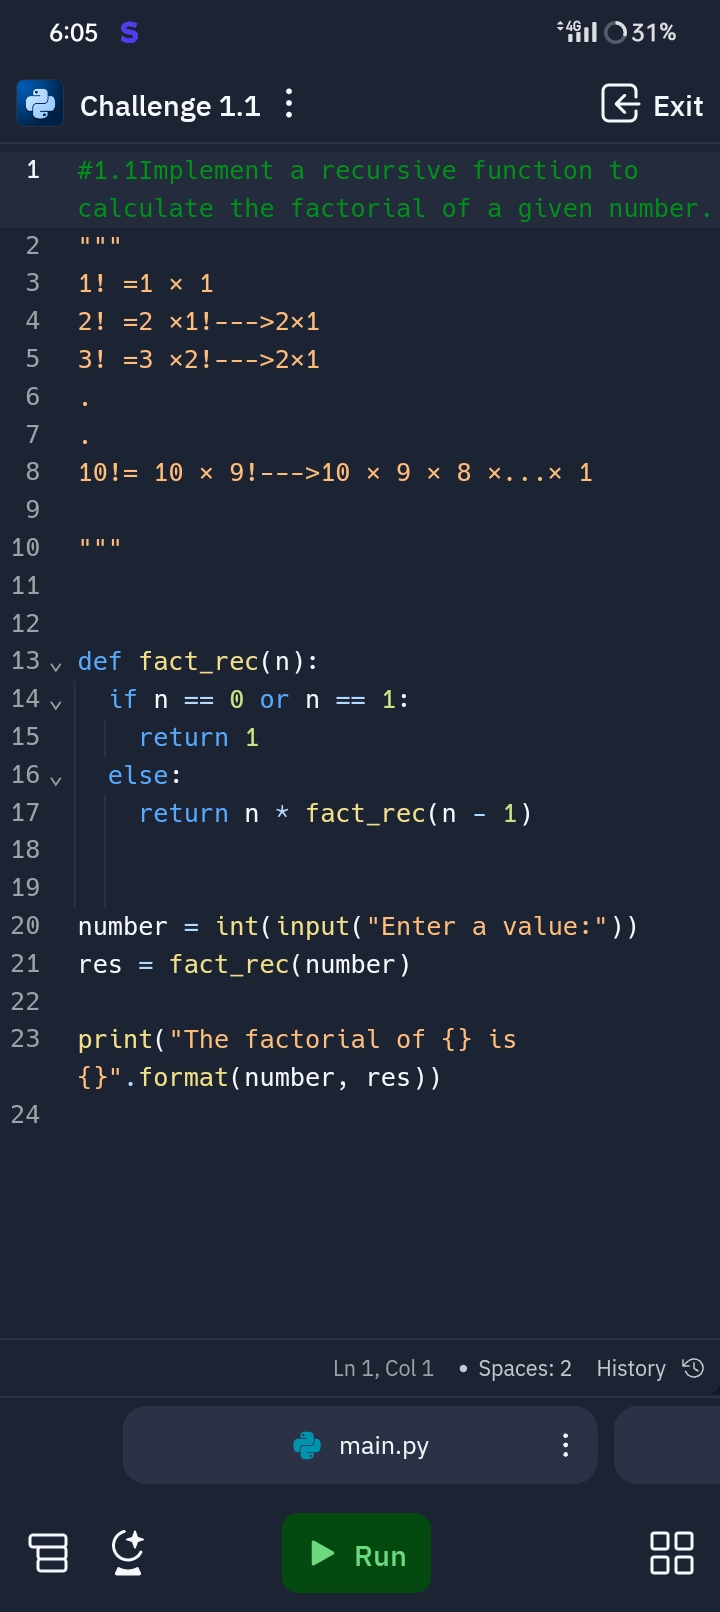 6:05 S 4G 31%
Challenge 1.1 Exit
1 #1.1Implement a recursive function to
calculate the factorial of a given number.
2 """
3 1! =1 × 1
4 2! =2 ×1!--->2×1
5 3! =3 ×2!--->2×1
6 .
7 .
8 10!= 10 × 9!--->10 × 9 × 8 ×...× 1
9
10 """
11
12
13 def fact_rec(n):
14 if n == 0 or n == 1:
15 return 1
16 else:
17 return n * fact_rec(n - 1)
18
19
20 number = int(input("Enter a value:"))
21 res = fact_rec(number)
22
23 print("The factorial of {} is
{}".format(number, res))
24
Ln 1, Col 1 • Spaces: 2 History
main.py
Run